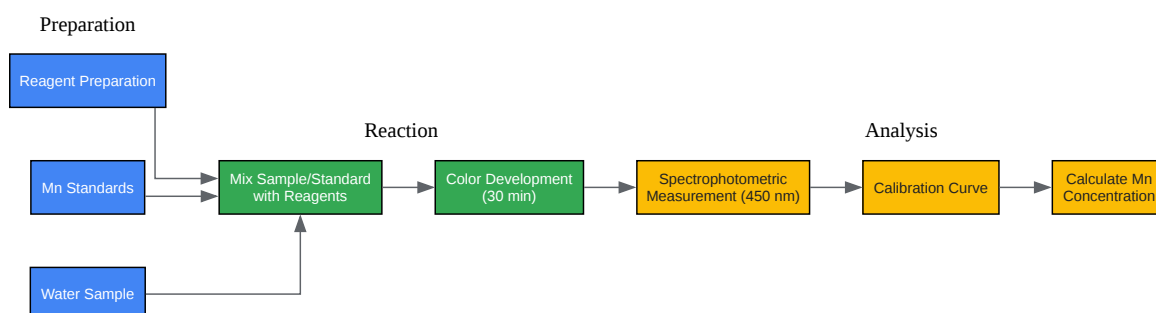 Preparation
Reagent Preparation
Reaction
Analysis
Mn Standards
Mix Sample/Standard
with Reagents
Color Development
(30 min)
Spectrophotometric
Measurement (450 nm)
Calibration Curve
Calculate Mn
Concentration
Water Sample